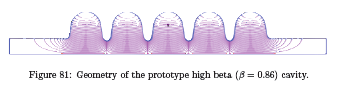 Figure 81: Geometry of the prototype high beta (β = 0.86) cavity.